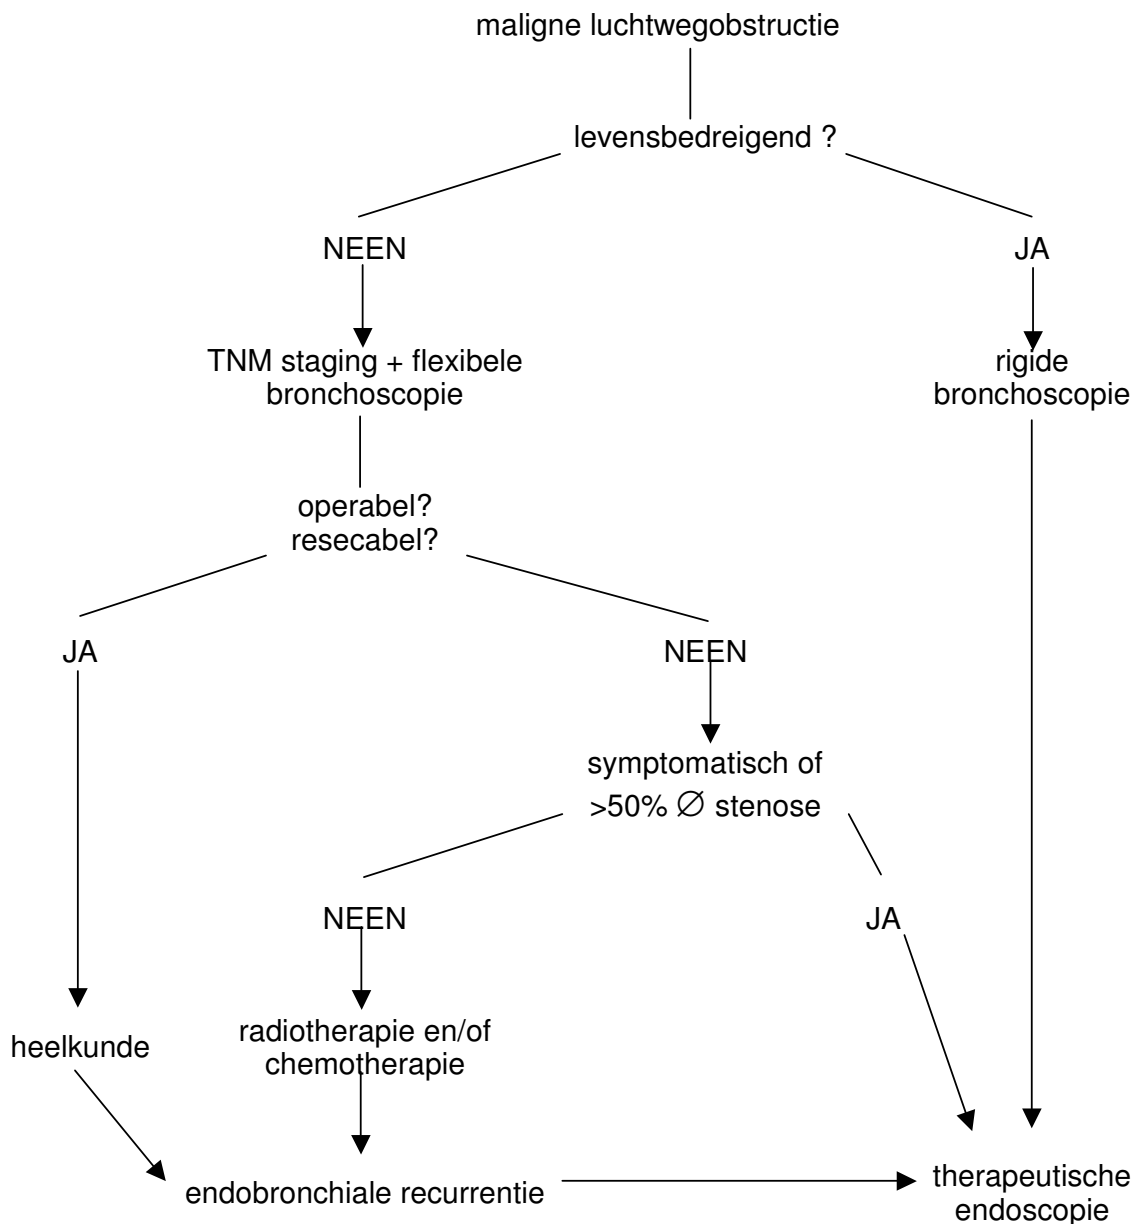 maligne luchtwegobstructie
levensbedreigend ?
NEEN
JA
TNM staging + flexibele
bronchoscopie
rigide
bronchoscopie
operabel?
resecabel?
JA
NEEN
symptomatisch of
>50% ∅ stenose
NEEN
JA
heelkunde
radiotherapie en/of
chemotherapie
endobronchiale recurrentie
therapeutische
endoscopie